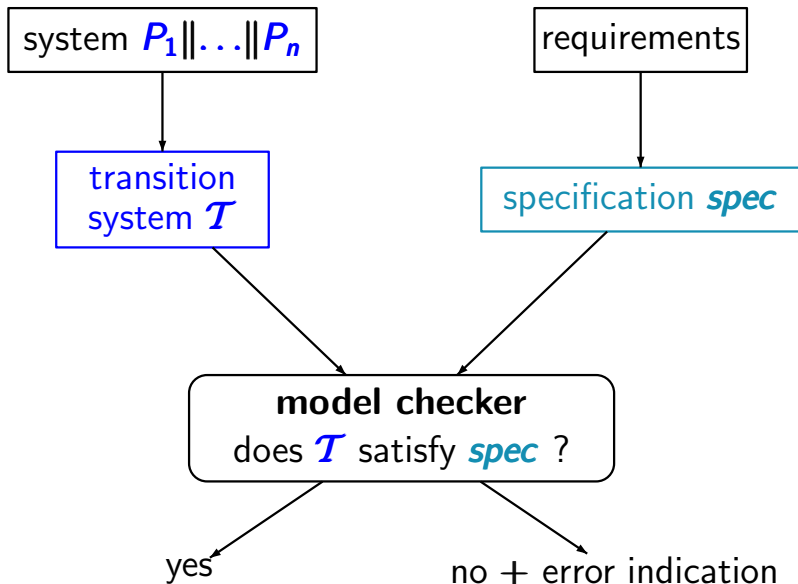 system P₁‖...‖Pₙ
requirements
transition
system 𝒯
specification spec
model checker
does 𝒯 satisfy spec ?
yes
no + error indication